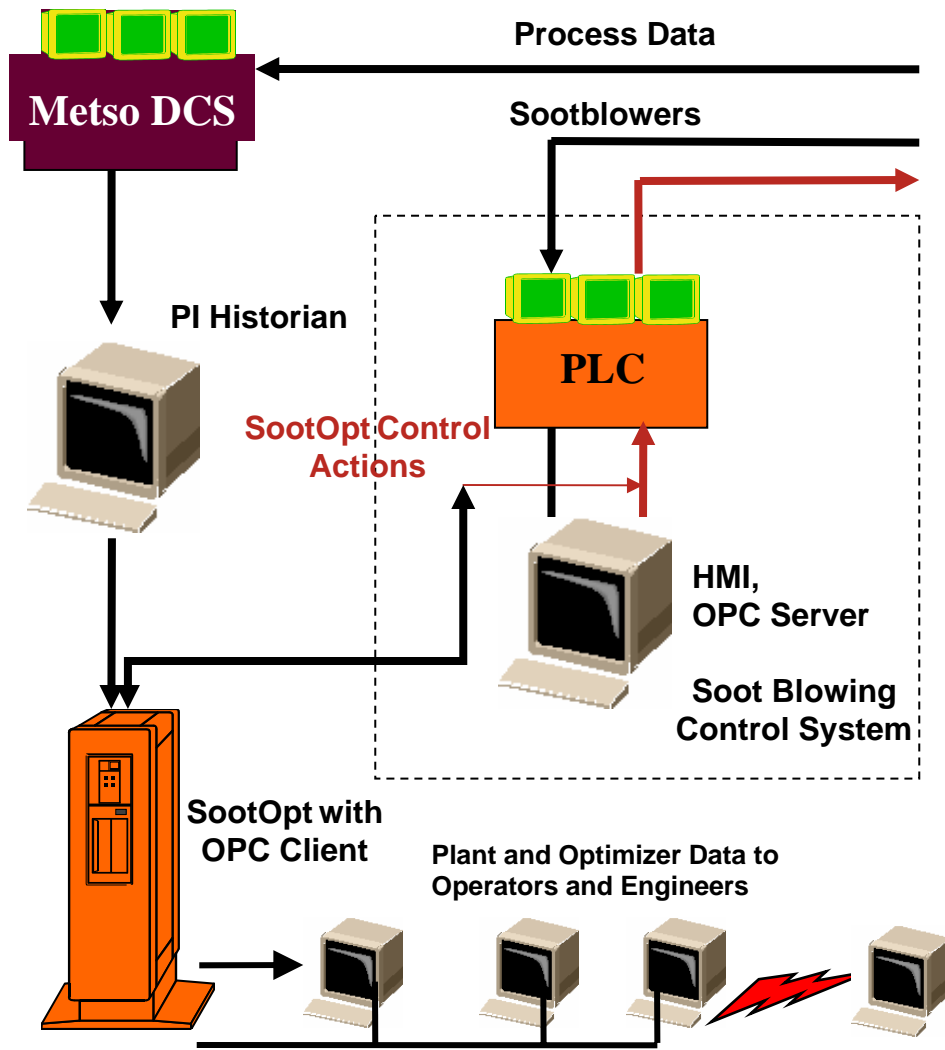 Process Data
Metso DCS
Sootblowers
PI Historian
PLC
SootOpt Control
Actions
HMI,
OPC Server
Soot Blowing
Control System
SootOpt with
OPC Client
Plant and Optimizer Data to
Operators and Engineers